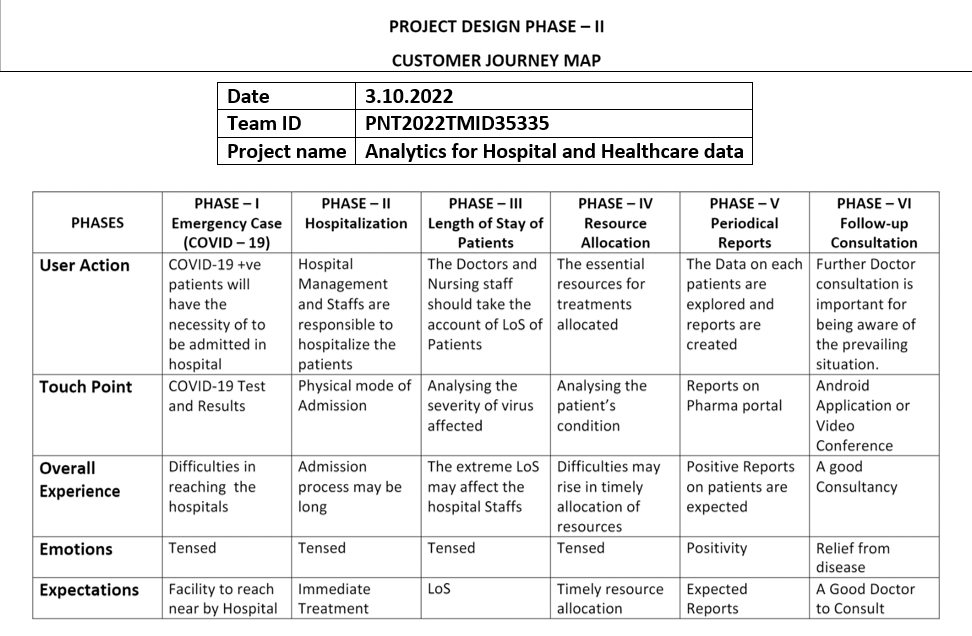 PROJECT DESIGN PHASE – II
CUSTOMER JOURNEY MAP
Date 3.10.2022
Team ID PNT2022TMID35335
Project name Analytics for Hospital and Healthcare data
PHASES
PHASE – I
Emergency Case
(COVID – 19)
PHASE – II
Hospitalization
PHASE – III
Length of Stay of
Patients
PHASE – IV
Resource
Allocation
PHASE – V
Periodical
Reports
PHASE – VI
Follow-up
Consultation
User Action
COVID-19 +ve
patients will
have the
necessity of to
be admitted in
hospital
Hospital
Management
and Staffs are
responsible to
hospitalize the
patients
The Doctors and
Nursing staff
should take the
account of LoS of
Patients
The essential
resources for
treatments
allocated
The Data on each
patients are
explored and
reports are
created
Further Doctor
consultation is
important for
being aware of
the prevailing
situation.
Touch Point
COVID-19 Test
and Results
Physical mode of
Admission
Analysing the
severity of virus
affected
Analysing the
patient’s
condition
Reports on
Pharma portal
Android
Application or
Video
Conference
Overall
Experience
Difficulties in
reaching the
hospitals
Admission
process may be
long
The extreme LoS
may affect the
hospital Staffs
Difficulties may
rise in timely
allocation of
resources
Positive Reports
on patients are
expected
A good
Consultancy
Emotions
Tensed
Tensed
Tensed
Tensed
Positivity
Relief from
disease
Expectations
Facility to reach
near by Hospital
Immediate
Treatment
LoS
Timely resource
allocation
Expected
Reports
A Good Doctor
to Consult